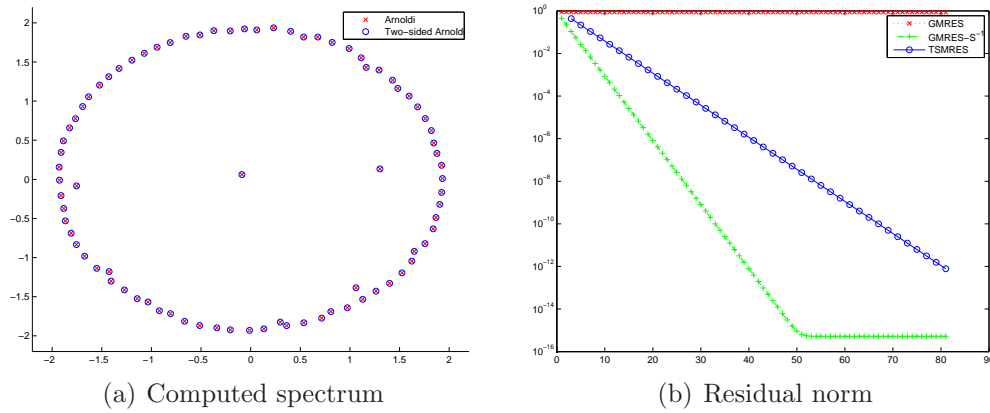 Arnoldi
Two-sided Arnoldi
2
1.5
1
0.5
0
−0.5
−1
−1.5
−2
−2 −1.5 −1 −0.5 0 0.5 1 1.5 2
(a) Computed spectrum
GMRES
GMRES−S⁻¹
TSMRES
10⁰
10⁻²
10⁻⁴
10⁻⁶
10⁻⁸
10⁻¹⁰
10⁻¹²
10⁻¹⁴
10⁻¹⁶
0 10 20 30 40 50 60 70 80 90
(b) Residual norm